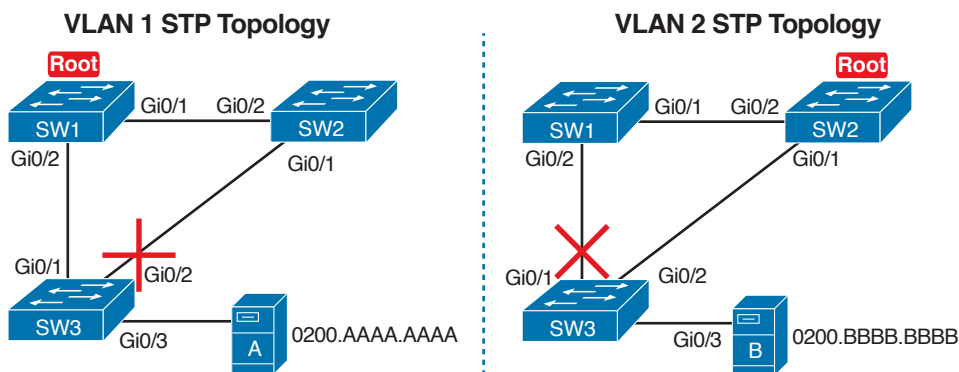 VLAN 1 STP Topology
Root
SW1
Gi0/1
Gi0/2
SW2
Gi0/2
Gi0/1
Gi0/1
Gi0/2
SW3
Gi0/3
A
0200.AAAA.AAAA
VLAN 2 STP Topology
Root
SW1
Gi0/1
Gi0/2
SW2
Gi0/2
Gi0/1
Gi0/1
Gi0/2
SW3
Gi0/3
B
0200.BBBB.BBBB